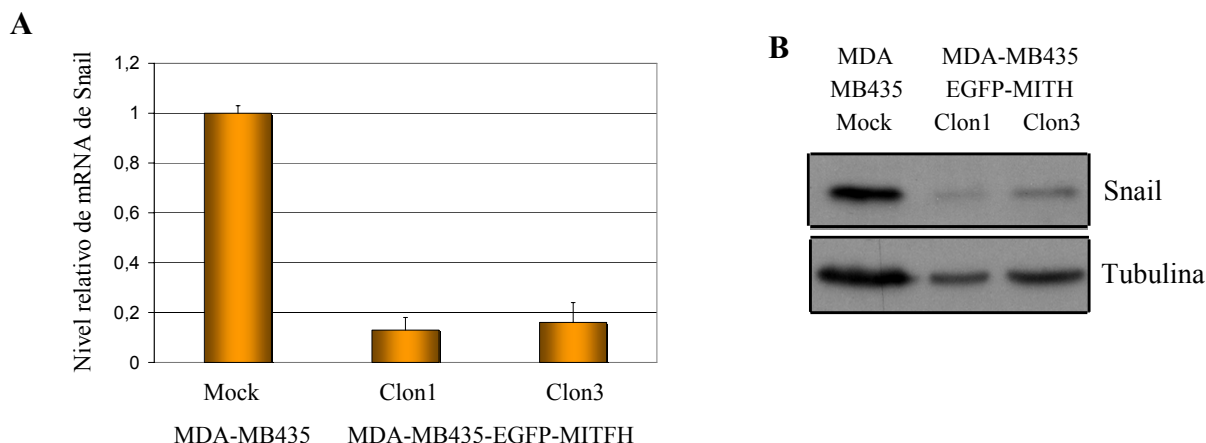 A
Nivel relativo de mRNA de Snail
1,2
1
0,8
0,6
0,4
0,2
0
Mock
Clon1
Clon3
MDA-MB435
MDA-MB435-EGFP-MITFH
B
MDA
MDA-MB435
MB435
EGFP-MITH
Mock
Clon1
Clon3
Snail
Tubulina